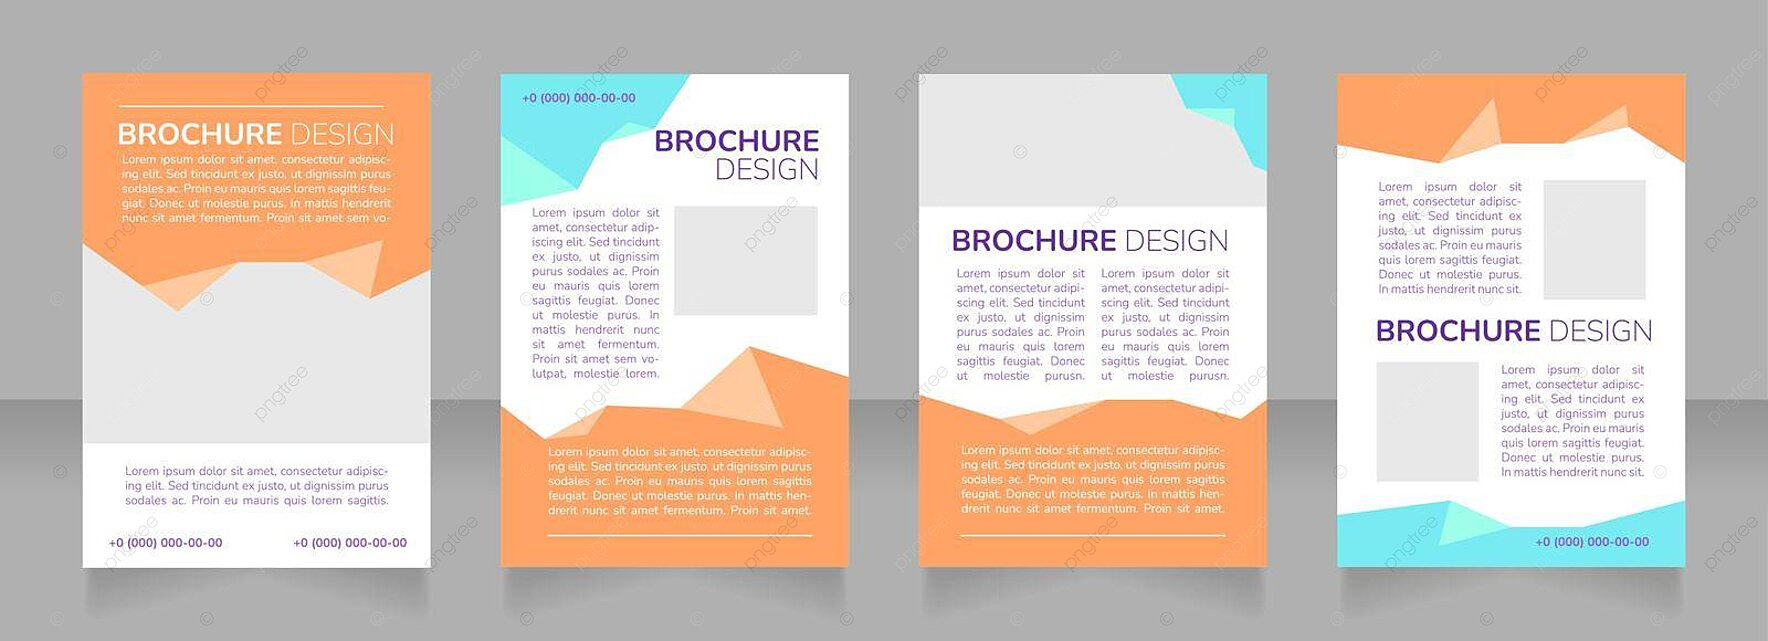 BROCHURE DESIGN
Lorem ipsum dolor sit amet, consectetur adipisc-
ing elit. Sed tincidunt ex justo, ut dignissim purus
sodales ac. Proin eu mauris quis lorem sagittis feu-
giat. Donec ut molestie purus. In mattis hendrerit
nunc sit amet fermentum. Proin sit amet sem vo-
Lorem ipsum dolor sit amet, consectetur adipisc-
ing elit. Sed tincidunt ex justo, ut dignissim purus
sodales ac. Proin eu mauris quis lorem sagittis.
+0 (000) 000-00-00
+0 (000) 000-00-00
+0 (000) 000-00-00
BROCHURE
DESIGN
Lorem ipsum dolor sit
amet, consectetur adip-
iscing elit. Sed tincidunt
ex justo, ut dignissim
purus sodales ac. Proin
eu mauris quis lorem
sagittis feugiat. Donec
ut molestie purus. In
mattis hendrerit nunc
sit amet fermentum.
Proin sit amet sem vo-
lutpat, molestie lorem.
Lorem ipsum dolor sit amet, consectetur adipisc-
ing elit. Sed tincidunt ex justo, ut dignissim purus
sodales ac. Proin eu mauris quis lorem sagittis
feugiat. Donec ut molestie purus. In mattis hen-
drerit nunc sit amet fermentum. Proin sit amet.
BROCHURE DESIGN
Lorem ipsum dolor sit
amet, consectetur adipi-
scing elit. Sed tincidunt
ex justo, ut dignissim
purus sodales ac. Proin
eu mauris quis lorem
sagittis feugiat. Donec
ut molestie purusn.
Lorem ipsum dolor sit
amet, consectetur adipi-
scing elit. Sed tincidunt
ex justo, ut dignissim
purus sodales ac. Proin
eu mauris quis lorem
sagittis feugiat. Donec
ut molestie purusn.
Lorem ipsum dolor sit amet, consectetur adipisc-
ing elit. Sed tincidunt ex justo, ut dignissim purus
sodales ac. Proin eu mauris quis lorem sagittis
feugiat. Donec ut molestie purus. In mattis hen-
drerit nunc sit amet fermentum. Proin sit amet.
Lorem ipsum dolor sit
amet, consectetur adipisc-
ing elit. Sed tincidunt ex
justo, ut dignissim purus
sodales ac. Proin eu mauris
quis lorem sagittis feugiat.
Donec ut molestie purus.
In mattis hendrerit nunc sit.
BROCHURE DESIGN
Lorem ipsum dolor sit
amet, consectetur adipisc-
ing elit. Sed tincidunt ex
justo, ut dignissim purus
sodales ac. Proin eu mauris
quis lorem sagittis feugiat.
Donec ut molestie purus.
In mattis hendrerit nunc sit.
+0 (000) 000-00-00
pngtree